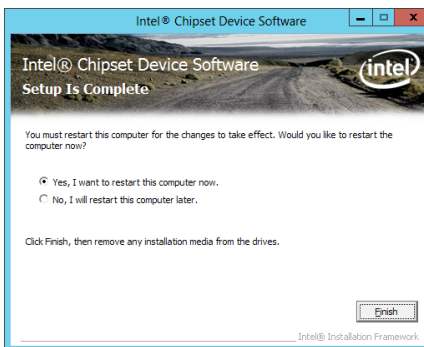 Intel® Chipset Device Software
Intel® Chipset Device Software
intel
Setup Is Complete
You must restart this computer for the changes to take effect. Would you like to restart the
computer now?
Yes, I want to restart this computer now.
No, I will restart this computer later.
Click Finish, then remove any installation media from the drives.
Finish
Intel® Installation Framework